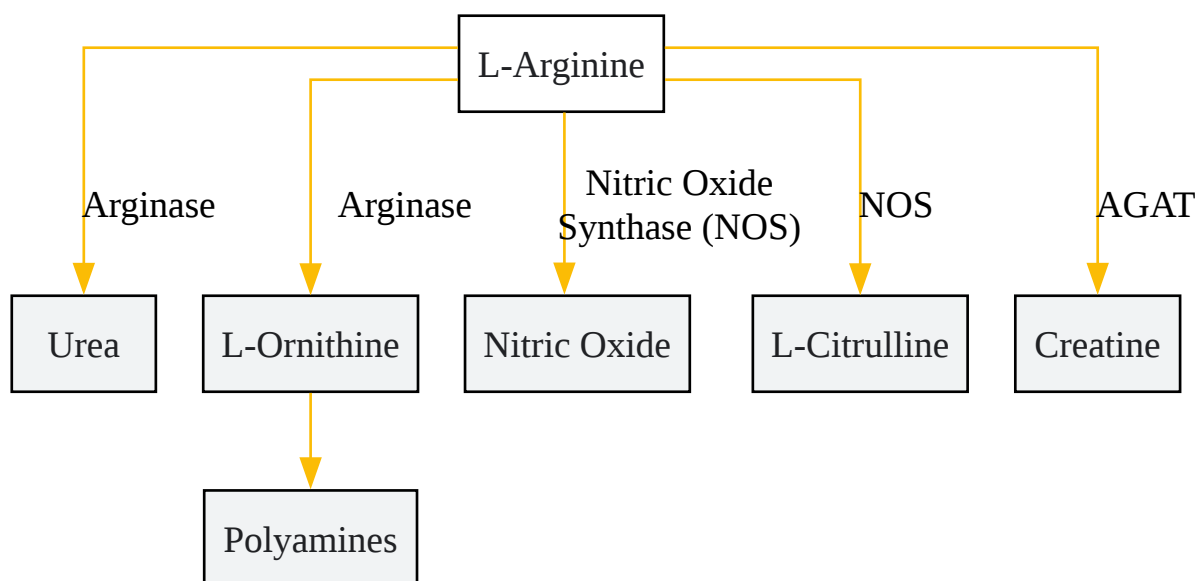 L-Arginine
Arginase
Arginase
Nitric Oxide
Synthase (NOS)
NOS
AGAT
Urea
L-Ornithine
Nitric Oxide
L-Citrulline
Creatine
Polyamines